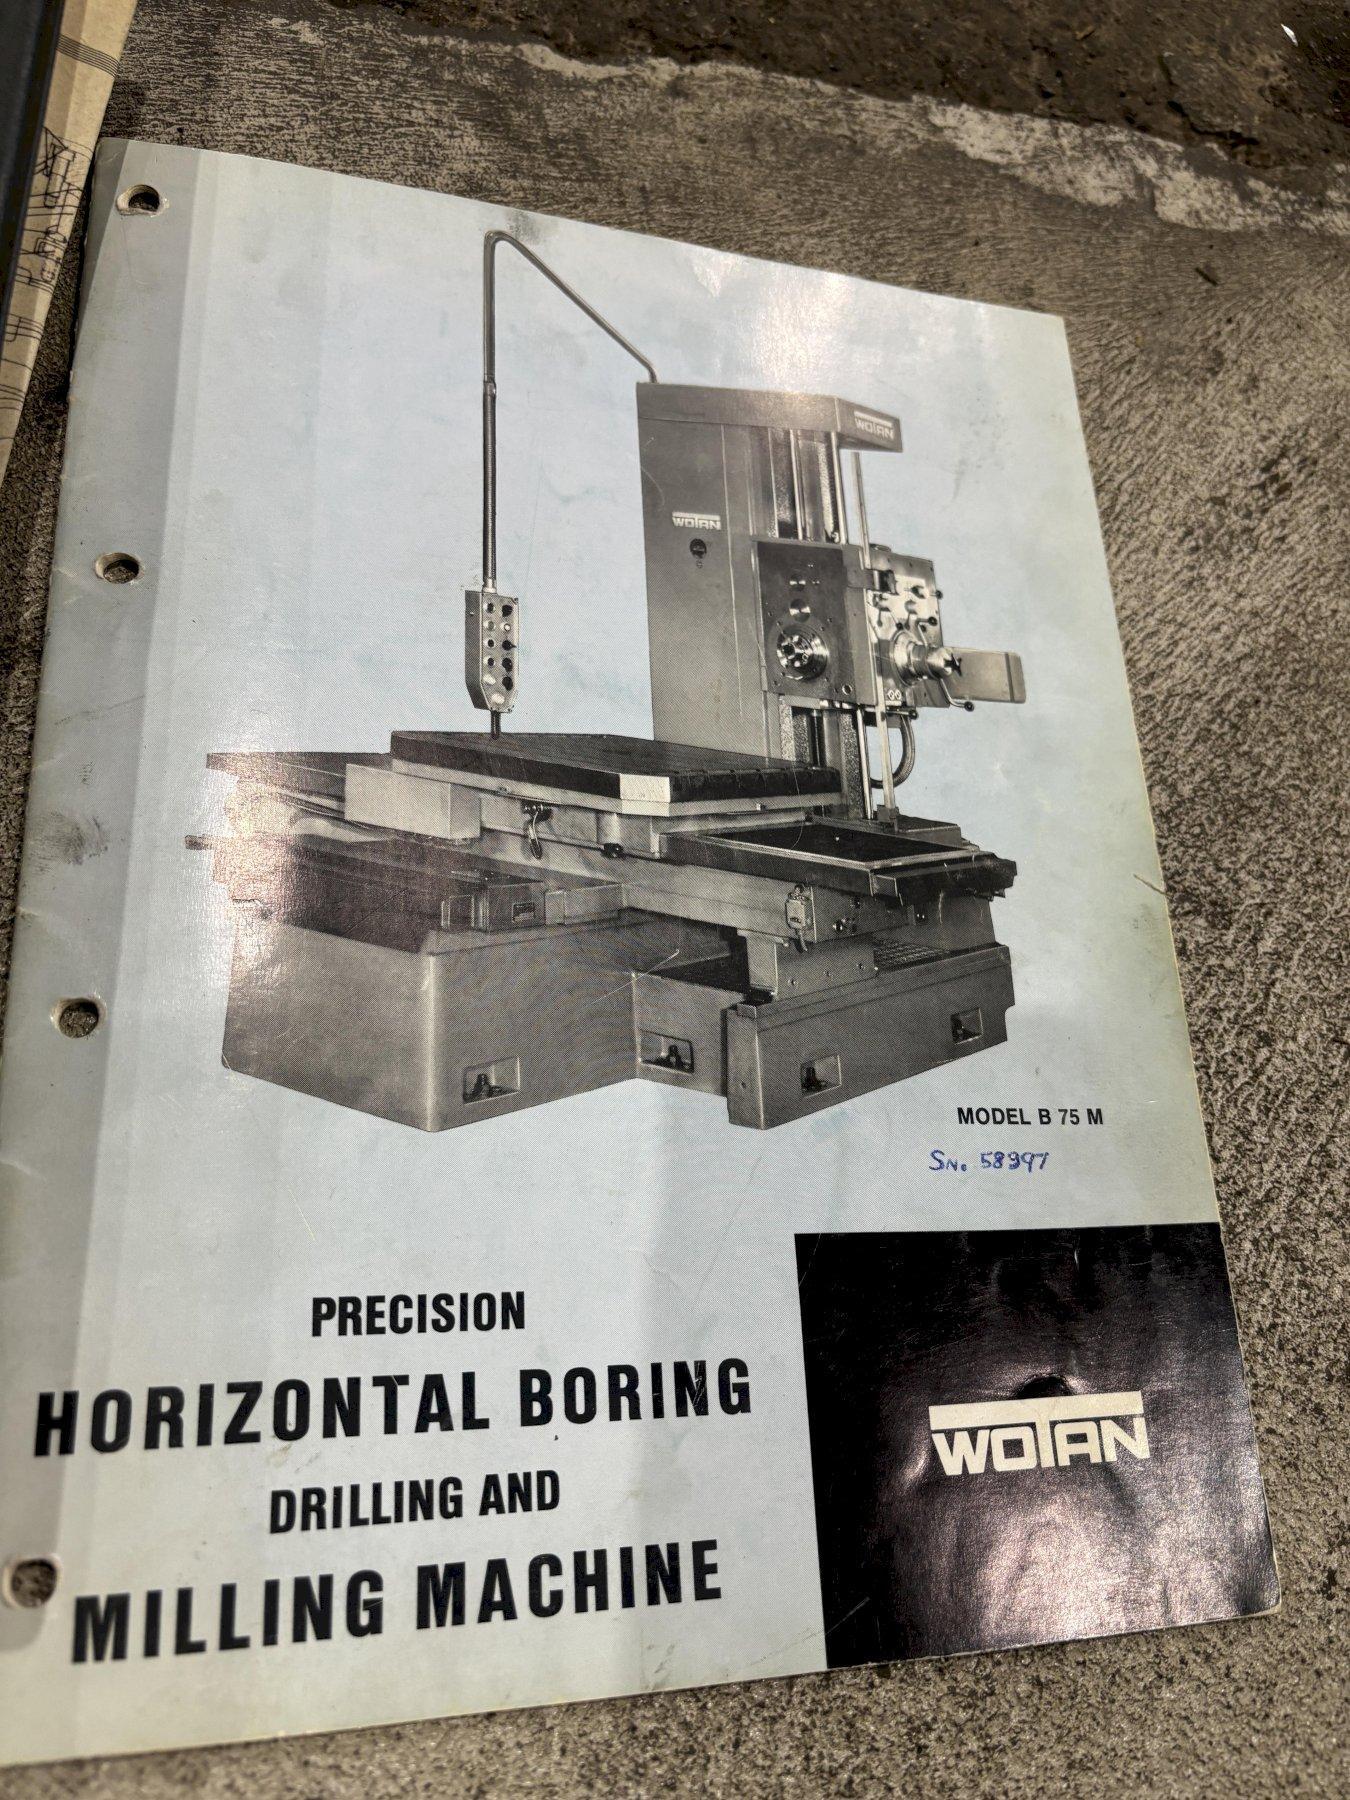 WOTAN
WOTAN
MODEL B 75 M
SN. 58397
PRECISION
HORIZONTAL BORING
DRILLING AND
MILLING MACHINE
WOTAN